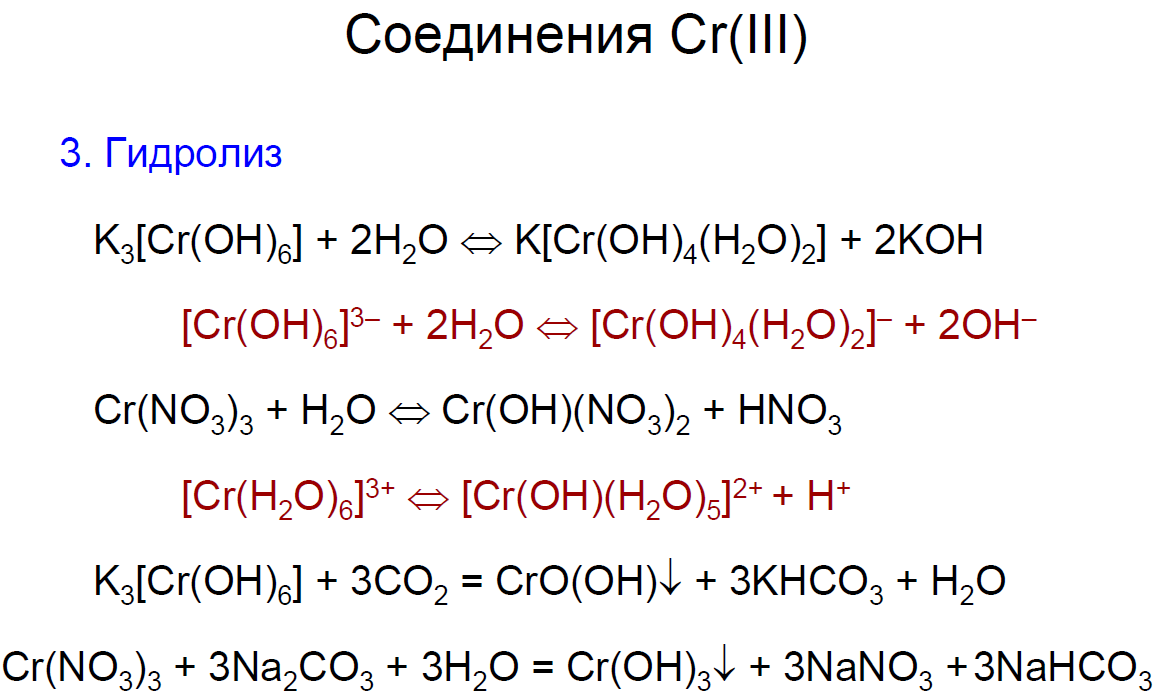 Соединения Cr(III)
3. Гидролиз
K₃[Cr(OH)₆] + 2H₂O ⇔ K[Cr(OH)₄(H₂O)₂] + 2KOH
[Cr(OH)₆]³⁻ + 2H₂O ⇔ [Cr(OH)₄(H₂O)₂]⁻ + 2OH⁻
Cr(NO₃)₃ + H₂O ⇔ Cr(OH)(NO₃)₂ + HNO₃
[Cr(H₂O)₆]³⁺ ⇔ [Cr(OH)(H₂O)₅]²⁺ + H⁺
K₃[Cr(OH)₆] + 3CO₂ = CrO(OH)↓ + 3KHCO₃ + H₂O
Cr(NO₃)₃ + 3Na₂CO₃ + 3H₂O = Cr(OH)₃↓ + 3NaNO₃ + 3NaHCO₃